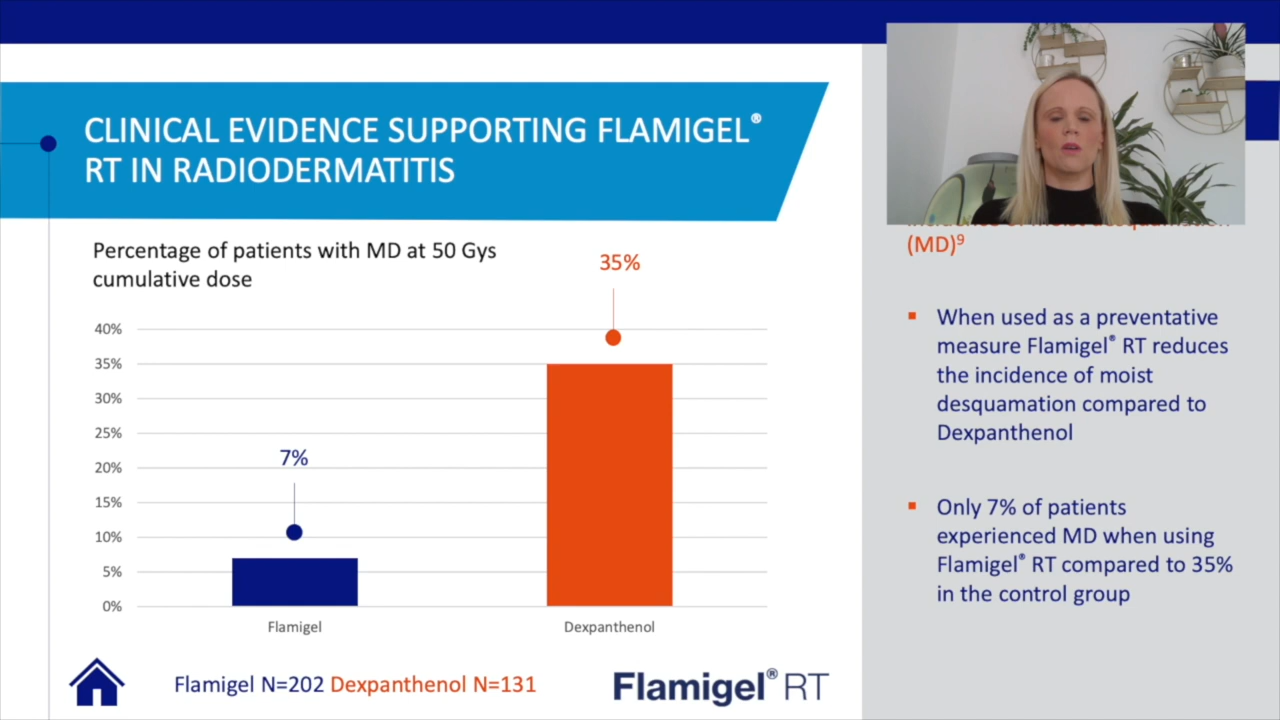 CLINICAL EVIDENCE SUPPORTING FLAMIGEL®
RT IN RADIODERMATITIS
Percentage of patients with MD at 50 Gys
cumulative dose
40%
35%
30%
25%
20%
15%
10%
5%
0%
7%
35%
Flamigel
Dexpanthenol
Flamigel N=202 Dexpanthenol N=131
Flamigel® RT
(MD)⁹
▪ When used as a preventative
measure Flamigel® RT reduces
the incidence of moist
desquamation compared to
Dexpanthenol
▪ Only 7% of patients
experienced MD when using
Flamigel® RT compared to 35%
in the control group